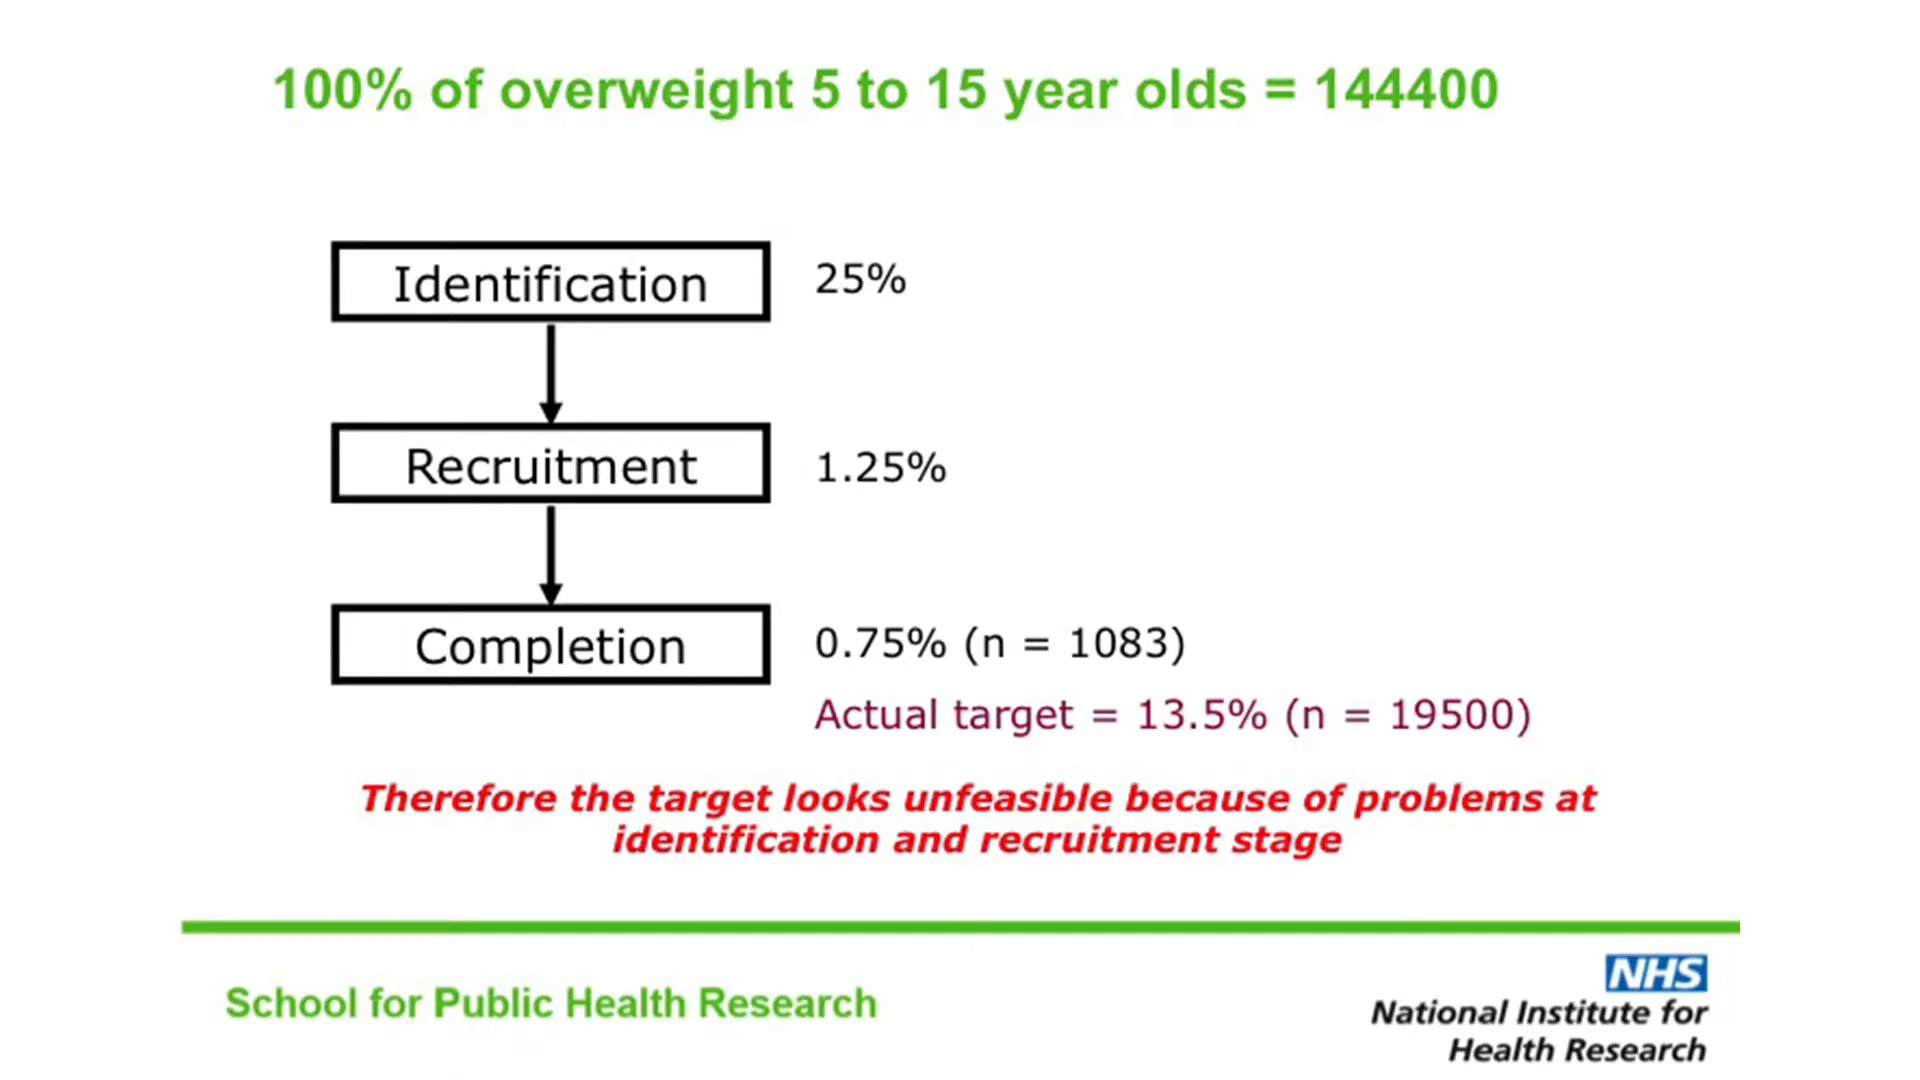 100% of overweight 5 to 15 year olds = 144400
Identification
25%
Recruitment
1.25%
Completion
0.75% (n = 1083)
Actual target = 13.5% (n = 19500)
Therefore the target looks unfeasible because of problems at
identification and recruitment stage
School for Public Health Research
NHS
National Institute for
Health Research